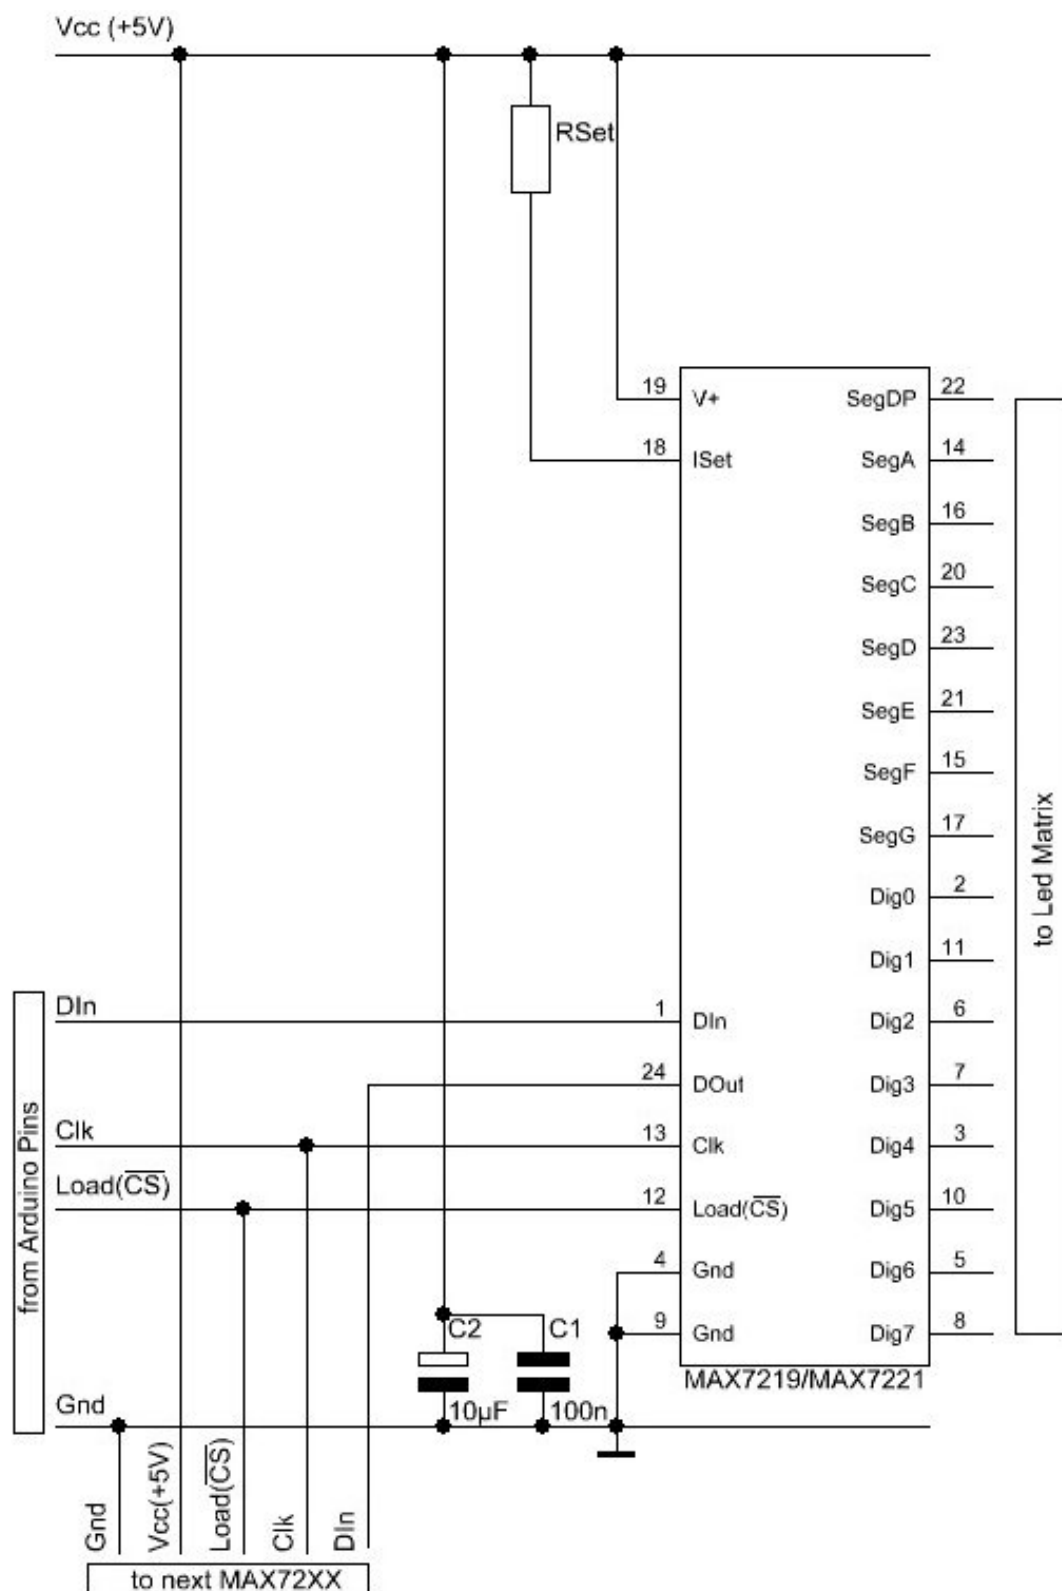 Vcc (+5V)
RSet
19 V+ SegDP 22
18 ISet SegA 14
SegB 16
SegC 20
SegD 23
SegE 21
SegF 15
SegG 17
Dig0 2
Dig1 11
DIn 1 DIn Dig2 6
24 DOut Dig3 7
Clk 13 Clk Dig4 3
Load(C̅S̅) 12 Load(C̅S̅) Dig5 10
4 Gnd Dig6 5
9 Gnd Dig7 8
C2 C1
MAX7219/MAX7221
Gnd 10µF 100n
from Arduino Pins
to Led Matrix
Gnd
Vcc(+5V)
Load(C̅S̅)
Clk
DIn
to next MAX72XX